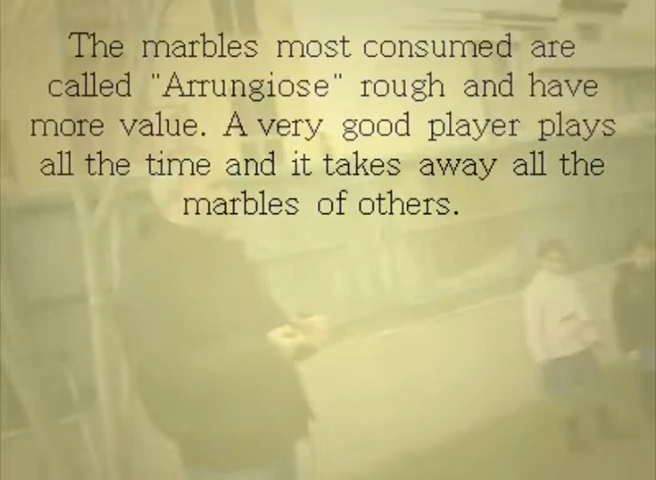 The marbles most consumed are
called "Arrungiose" rough and have
more value. A very good player plays
all the time and it takes away all the
marbles of others.